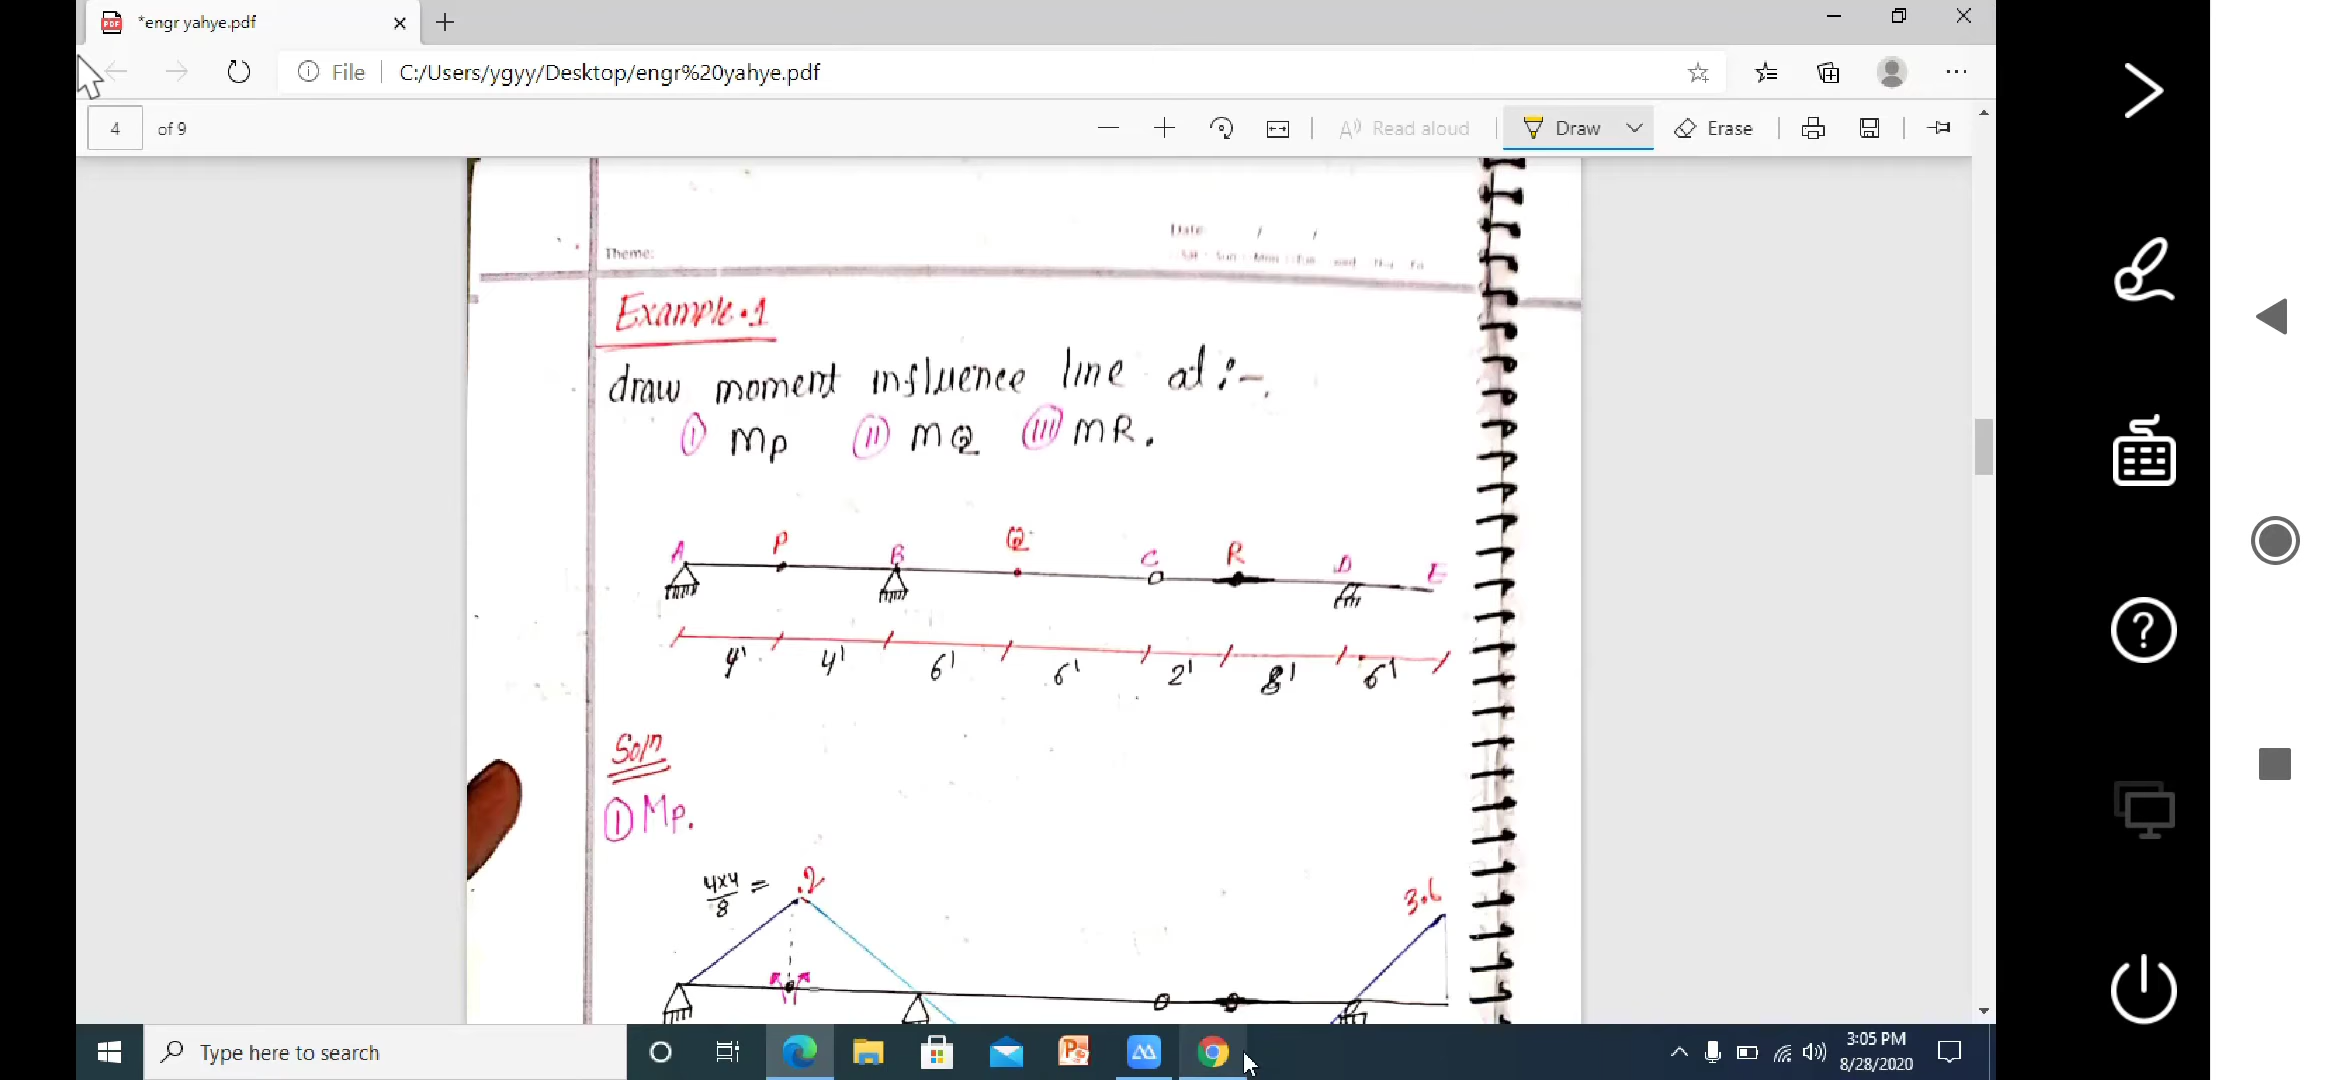 *engr yahye.pdf
File C:/Users/ygyy/Desktop/engr%20yahye.pdf
4 of 9 Read aloud Draw Erase
Date / /
Theme:
Example.1
draw moment influence line at :-
I Mp II MQ III MR.
A P B Q C R D E
4' 4' 6' 6' 2' 8' 6'
Soln
I Mp.
4x4/8 = 2
3.6
Type here to search
3:05 PM
8/28/2020